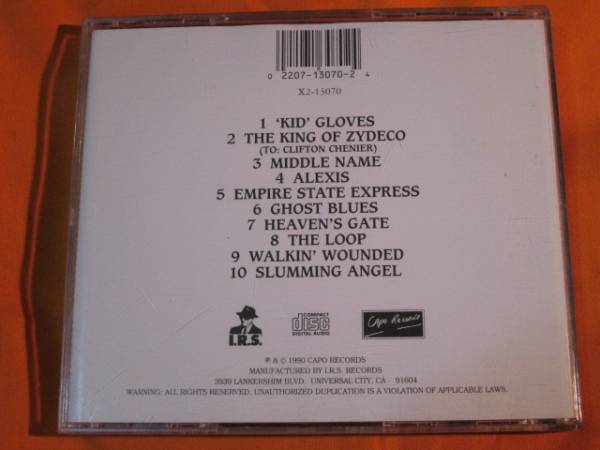 0 2207-13070-2 4
X2-13070
1 'KID' GLOVES
2 THE KING OF ZYDECO
(TO: CLIFTON CHENIER)
3 MIDDLE NAME
4 ALEXIS
5 EMPIRE STATE EXPRESS
6 GHOST BLUES
7 HEAVEN'S GATE
8 THE LOOP
9 WALKIN' WOUNDED
10 SLUMMING ANGEL
I.R.S.
COMPACT
disc
DIGITAL AUDIO
Capo Records
℗ & © 1990 CAPO RECORDS
MANUFACTURED BY I.R.S. RECORDS
3939 LANKERSHIM BLVD. UNIVERSAL CITY, CA - 91604
WARNING: ALL RIGHTS RESERVED. UNAUTHORIZED DUPLICATION IS A VIOLATION OF APPLICABLE LAWS.